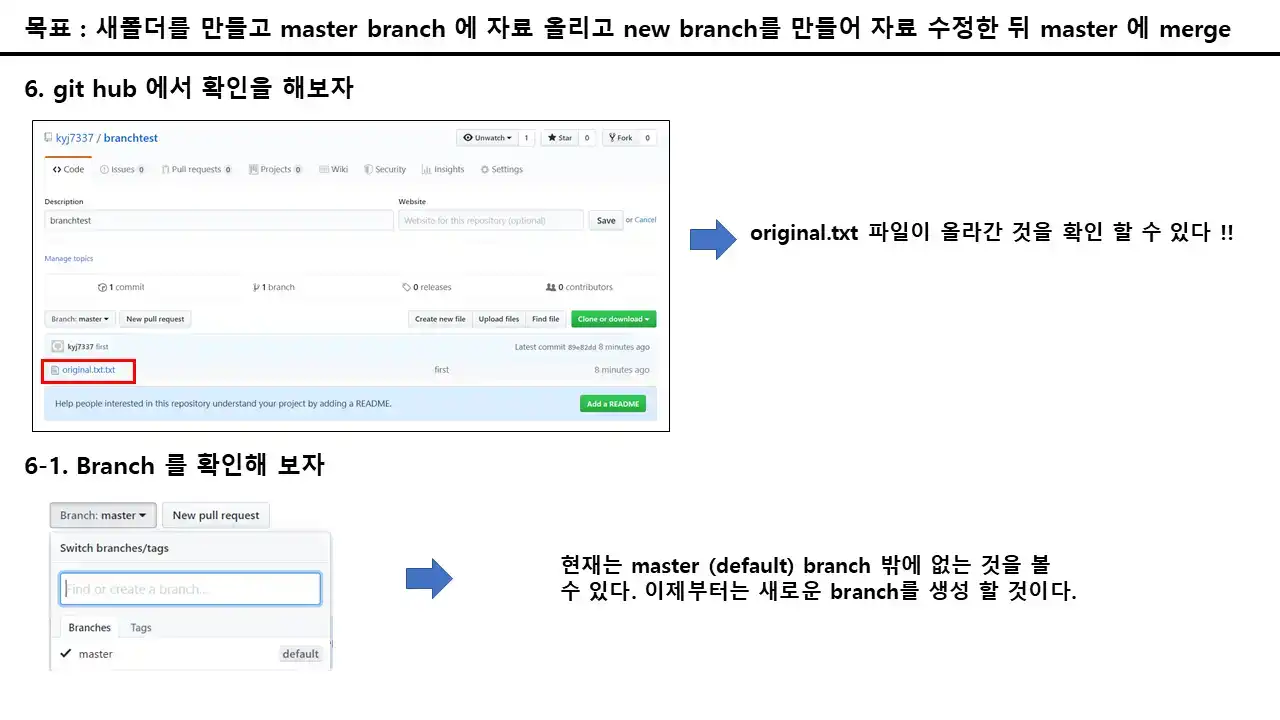 목표 : 새폴더를 만들고 master branch 에 자료 올리고 new branch를 만들어 자료 수정한 뒤 master 에 merge
6. git hub 에서 확인을 해보자
kyj7337 / branchtest
Unwatch 1 Star 0 Fork 0
Code Issues 0 Pull requests 0 Projects 0 Wiki Security Insights Settings
Description Website
branchtest Website for this repository (optional) Save or Cancel
Manage topics
1 commit 1 branch 0 releases 0 contributors
Branch: master New pull request Create new file Upload files Find file Clone or download
kyj7337 first Latest commit 89e82dd 8 minutes ago
original.txt.txt first 8 minutes ago
Help people interested in this repository understand your project by adding a README. Add a README
original.txt 파일이 올라간 것을 확인 할 수 있다 !!
6-1. Branch 를 확인해 보자
Branch: master New pull request
Switch branches/tags
Find or create a branch...
Branches Tags
master default
현재는 master (default) branch 밖에 없는 것을 볼
수 있다. 이제부터는 새로운 branch를 생성 할 것이다.